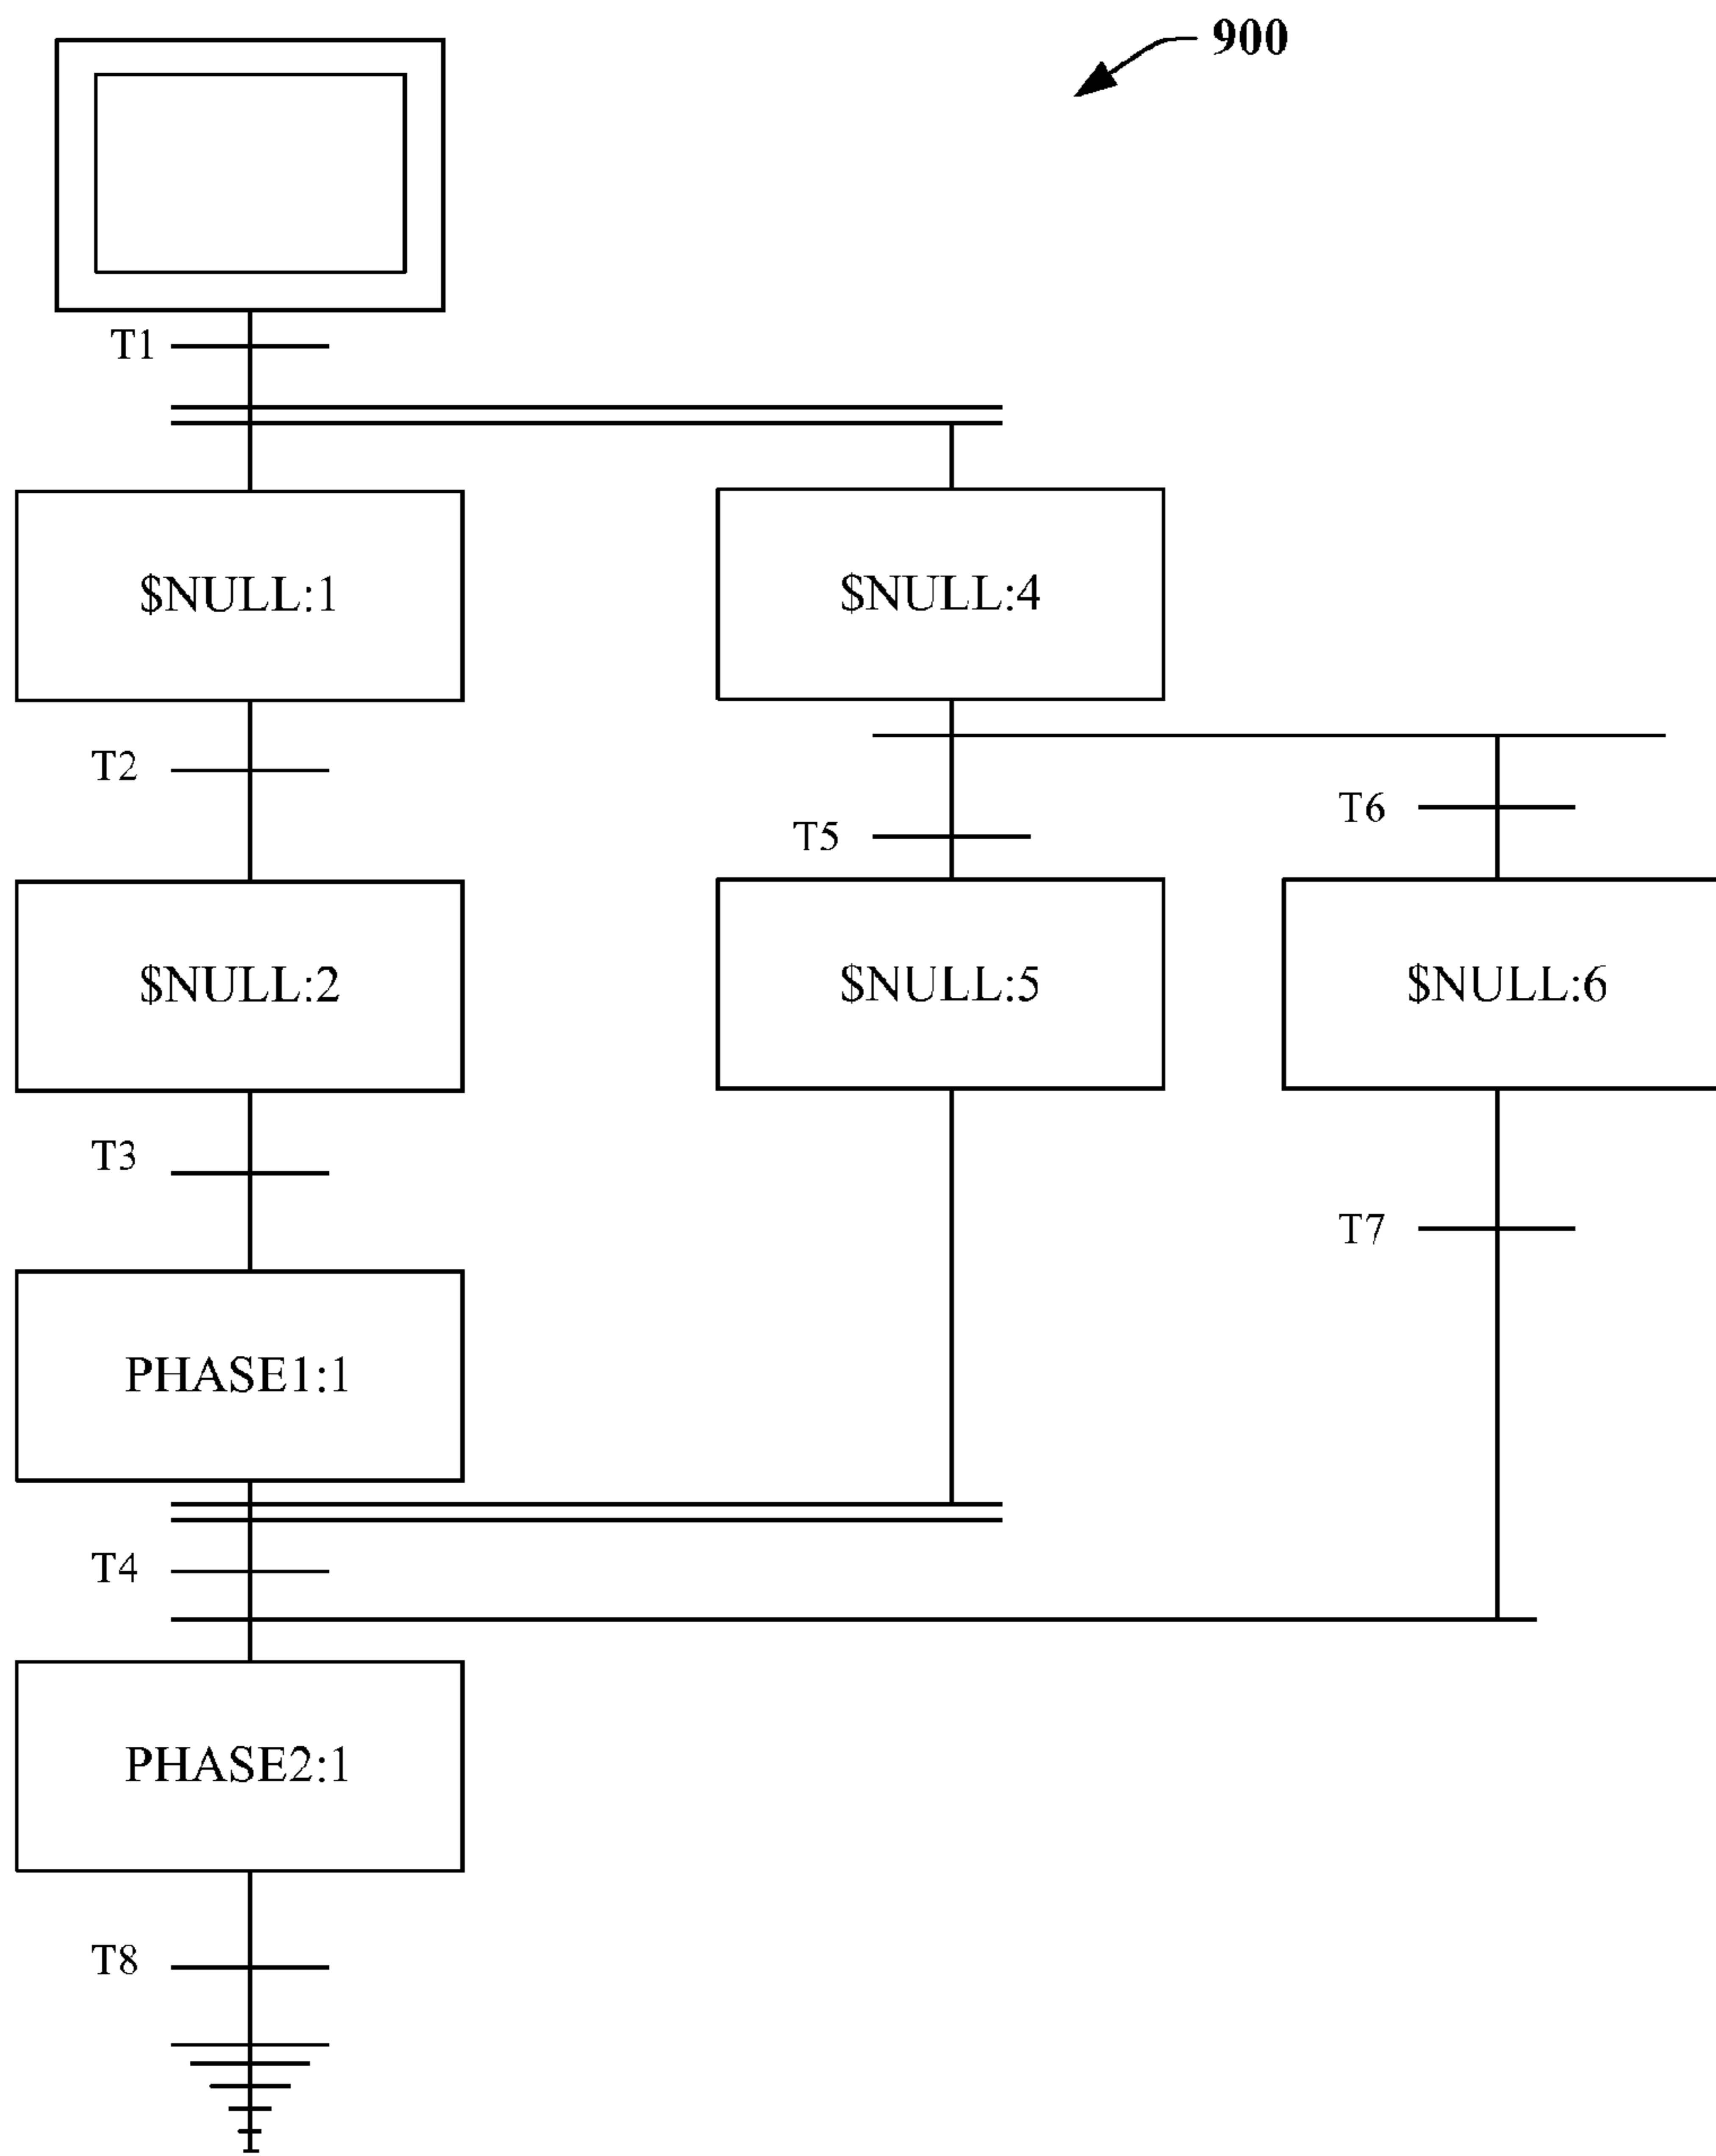 900
T1
$NULL:1
$NULL:4
T2
T5
T6
$NULL:2
$NULL:5
$NULL:6
T3
T7
PHASE1:1
T4
PHASE2:1
T8